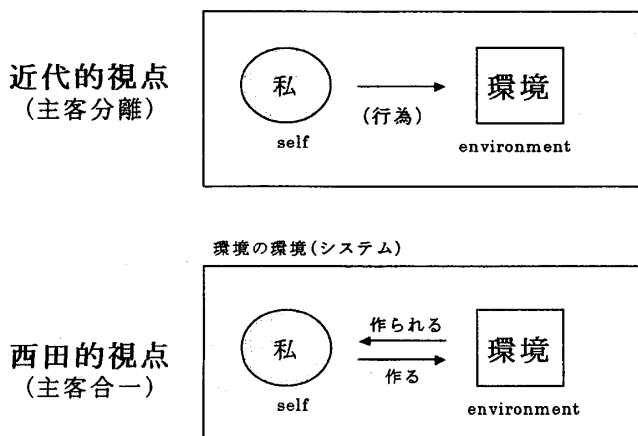 近代的視点
(主客分離)
私
(行為)
環境
self
environment
環境の環境(システム)
西田的視点
(主客合一)
私
作られる
作る
環境
self
environment